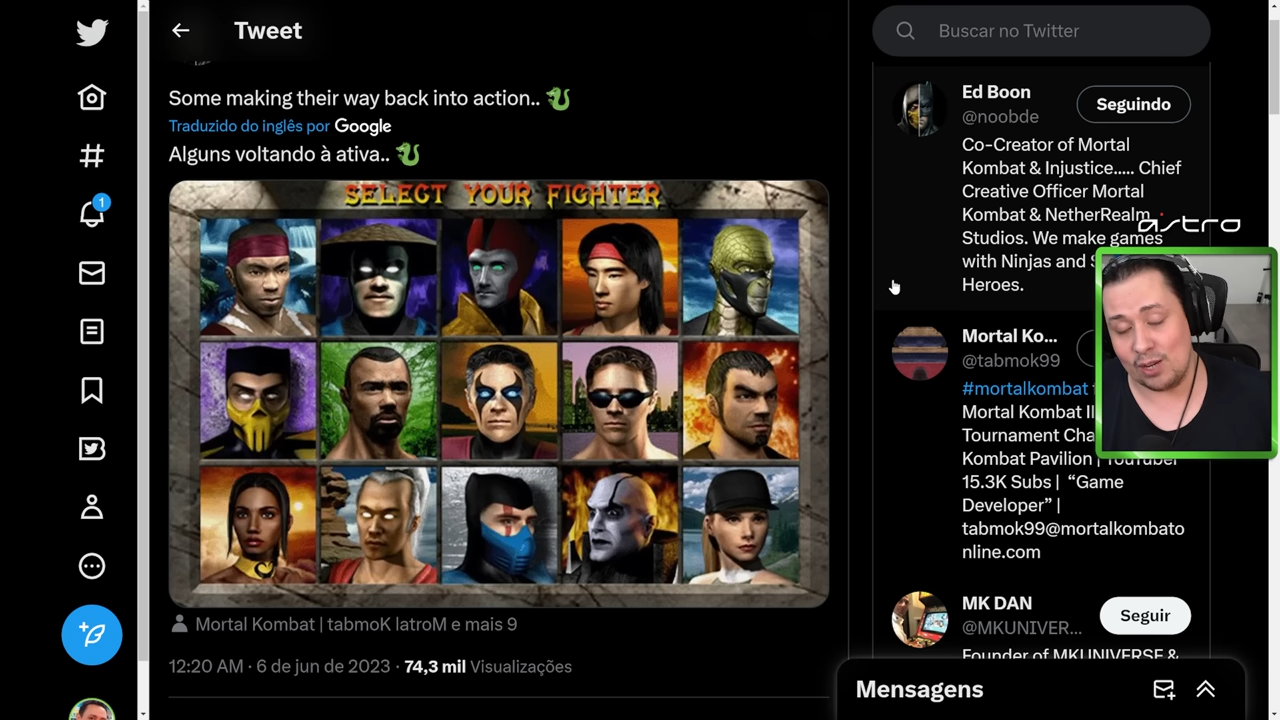 Tweet
Some making their way back into action..
Traduzido do inglês por Google
Alguns voltando à ativa..
SELECT YOUR FIGHTER
Mortal Kombat | tabmoK latroM e mais 9
12:20 AM · 6 de jun de 2023 · 74,3 mil Visualizações
1
Buscar no Twitter
Ed Boon
@noobde
Seguindo
Co-Creator of Mortal
Kombat & Injustice..... Chief
Creative Officer Mortal
Kombat & NetherRealm
Studios. We make games
with Ninjas and
Heroes.
astro
Mortal Ko...
@tabmok99
#mortalkombat
Mortal Kombat II
Tournament
Kombat Pavilion | YouTuber
15.3K Subs | “Game
Developer” |
tabmok99@mortalkombato
nline.com
MK DAN
@MKUNIVER...
Seguir
Founder of MKUNIVERSE &
Mensagens